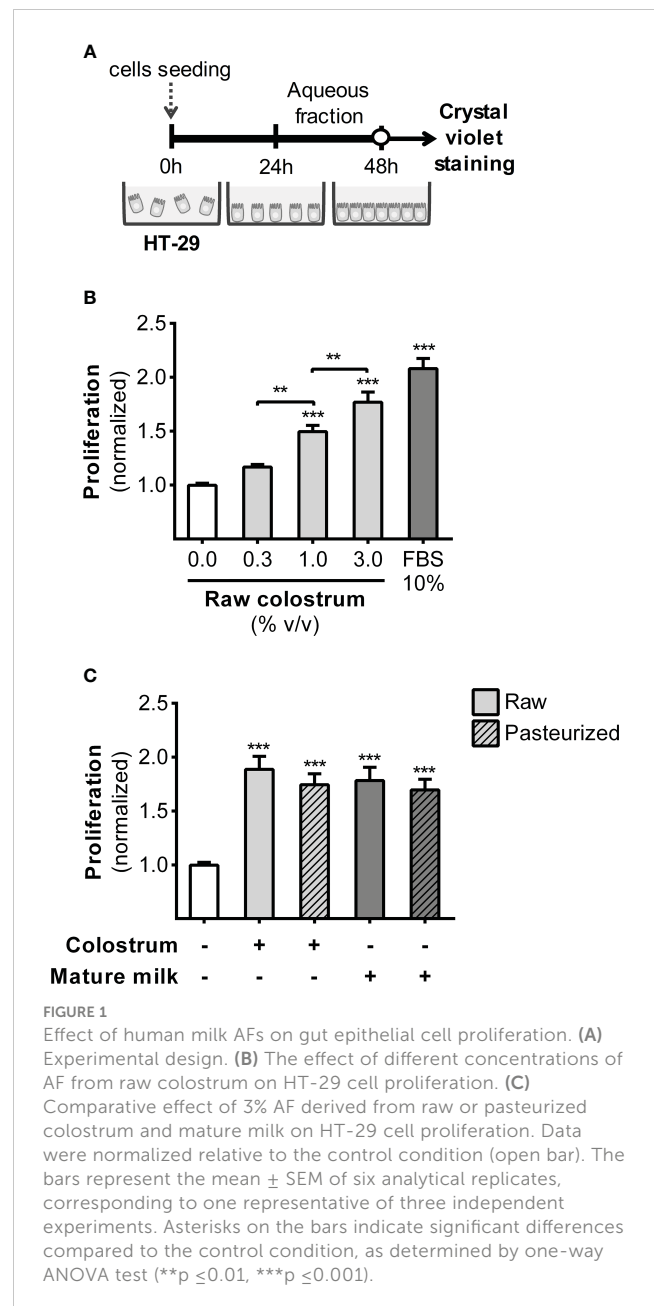 A
cells seeding
Aqueous
fraction
Crystal
violet
staining
0h 24h 48h
HT-29
B
Proliferation
(normalized)
2.5
2.0
1.5
1.0
** ** *** *** ***
0.0 0.3 1.0 3.0 FBS
10%
Raw colostrum
(% v/v)
C
Proliferation
(normalized)
2.5
2.0
1.5
1.0
*** *** *** ***
Raw
Pasteurized
Colostrum - + + - -
Mature milk - - - + +
FIGURE 1
Effect of human milk AFs on gut epithelial cell proliferation. (A)
Experimental design. (B) The effect of different concentrations of
AF from raw colostrum on HT-29 cell proliferation. (C)
Comparative effect of 3% AF derived from raw or pasteurized
colostrum and mature milk on HT-29 cell proliferation. Data
were normalized relative to the control condition (open bar). The
bars represent the mean ± SEM of six analytical replicates,
corresponding to one representative of three independent
experiments. Asterisks on the bars indicate significant differences
compared to the control condition, as determined by one-way
ANOVA test (**p ≤0.01, ***p ≤0.001).